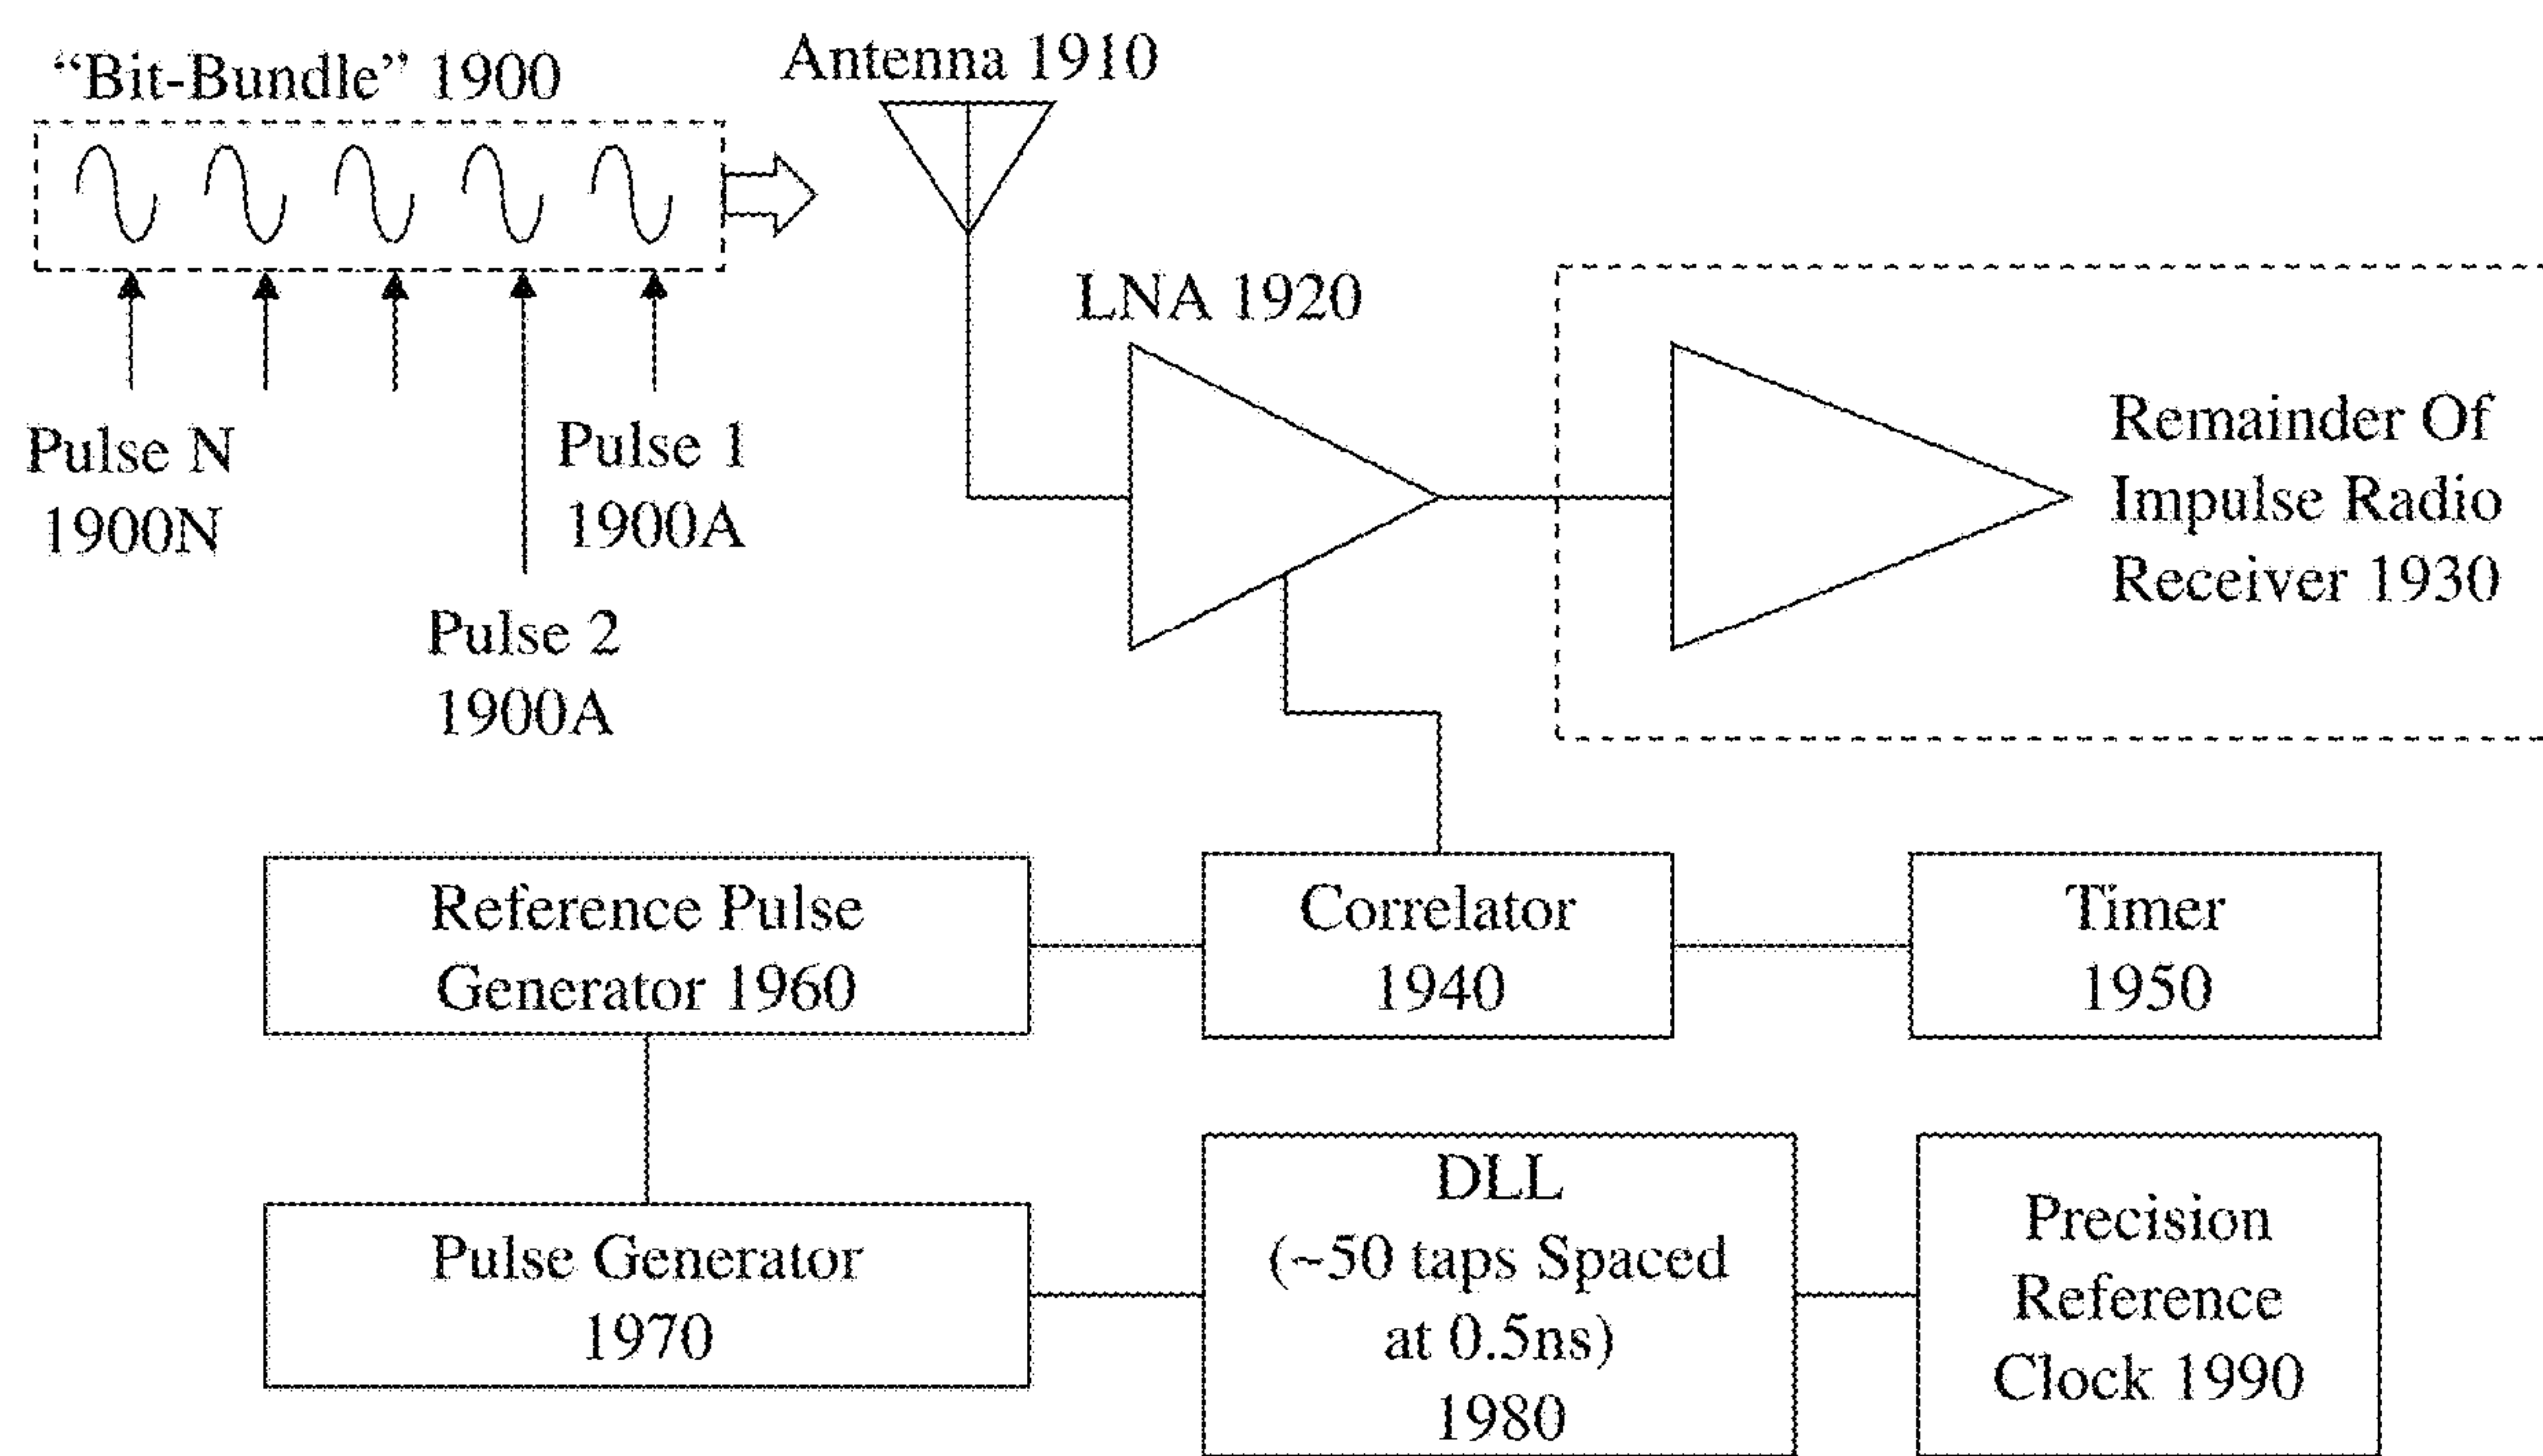 “Bit-Bundle” 1900
Antenna 1910
LNA 1920
Pulse N
1900N
Pulse 1
1900A
Pulse 2
1900A
Remainder Of
Impulse Radio
Receiver 1930
Reference Pulse
Generator 1960
Correlator
1940
Timer
1950
Pulse Generator
1970
DLL
(~50 taps Spaced
at 0.5ns)
1980
Precision
Reference
Clock 1990